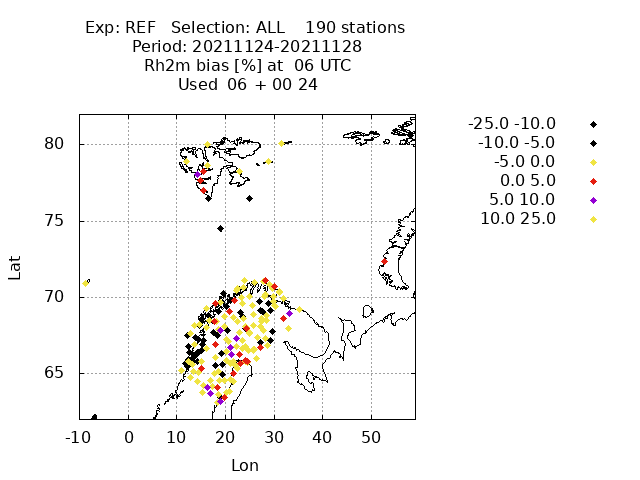 Exp: REF   Selection: ALL    190 stations
Period: 20211124-20211128
Rh2m bias [%] at  06 UTC
Used  06 + 00 24
-25.0 -10.0
-10.0 -5.0
-5.0 0.0
0.0 5.0
5.0 10.0
10.0 25.0
80
75
70
65
Lat
-10 0 10 20 30 40 50
Lon